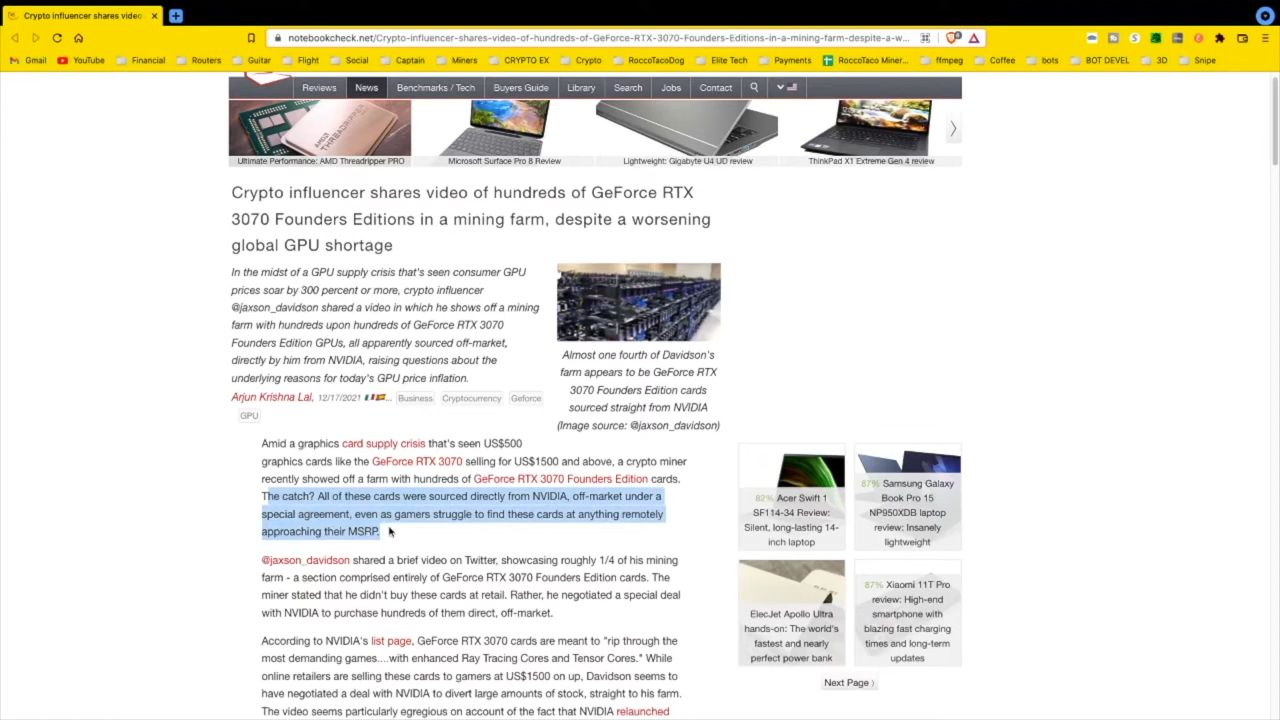 Crypto influencer shares video
notebookcheck.net/Crypto-influencer-shares-video-of-hundreds-of-GeForce-RTX-3070-Founders-Editions-in-a-mining-farm-despite-a-w...
Gmail YouTube Financial Routers Guitar Flight Social Captain Miners CRYPTO EX Crypto RoccoTacoDog Elite Tech Payments RoccoTaco Miner... ffmpeg Coffee bots BOT DEVEL 3D Snipe
Reviews News Benchmarks / Tech Buyers Guide Library Search Jobs Contact
Ultimate Performance: AMD Threadripper PRO Microsoft Surface Pro 8 Review Lightweight: Gigabyte U4 UD review ThinkPad X1 Extreme Gen 4 review
Crypto influencer shares video of hundreds of GeForce RTX
3070 Founders Editions in a mining farm, despite a worsening
global GPU shortage
In the midst of a GPU supply crisis that's seen consumer GPU
prices soar by 300 percent or more, crypto influencer
@jaxson_davidson shared a video in which he shows off a mining
farm with hundreds upon hundreds of GeForce RTX 3070
Founders Edition GPUs, all apparently sourced off-market,
directly by him from NVIDIA, raising questions about the
underlying reasons for today's GPU price inflation.
Almost one fourth of Davidson's
farm appears to be GeForce RTX
3070 Founders Edition cards
sourced straight from NVIDIA
(Image source: @jaxson_davidson)
Arjun Krishna Lal, 12/17/2021 ... Business Cryptocurrency Geforce
GPU
Amid a graphics card supply crisis that's seen US$500
graphics cards like the GeForce RTX 3070 selling for US$1500 and above, a crypto miner
recently showed off a farm with hundreds of GeForce RTX 3070 Founders Edition cards.
The catch? All of these cards were sourced directly from NVIDIA, off-market under a
special agreement, even as gamers struggle to find these cards at anything remotely
approaching their MSRP.
@jaxson_davidson shared a brief video on Twitter, showcasing roughly 1/4 of his mining
farm - a section comprised entirely of GeForce RTX 3070 Founders Edition cards. The
miner stated that he didn't buy these cards at retail. Rather, he negotiated a special deal
with NVIDIA to purchase hundreds of them direct, off-market.
According to NVIDIA's list page, GeForce RTX 3070 cards are meant to "rip through the
most demanding games....with enhanced Ray Tracing Cores and Tensor Cores." While
online retailers are selling these cards to gamers at US$1500 on up, Davidson seems to
have negotiated a deal with NVIDIA to divert large amounts of stock, straight to his farm.
The video seems particularly egregious on account of the fact that NVIDIA relaunched
82% Acer Swift 1
SF114-34 Review:
Silent, long-lasting 14-
inch laptop
87% Samsung Galaxy
Book Pro 15
NP950XDB laptop
review: Insanely
lightweight
ElecJet Apollo Ultra
hands-on: The world's
fastest and nearly
perfect power bank
87% Xiaomi 11T Pro
review: High-end
smartphone with
blazing fast charging
times and long-term
updates
Next Page ⟩